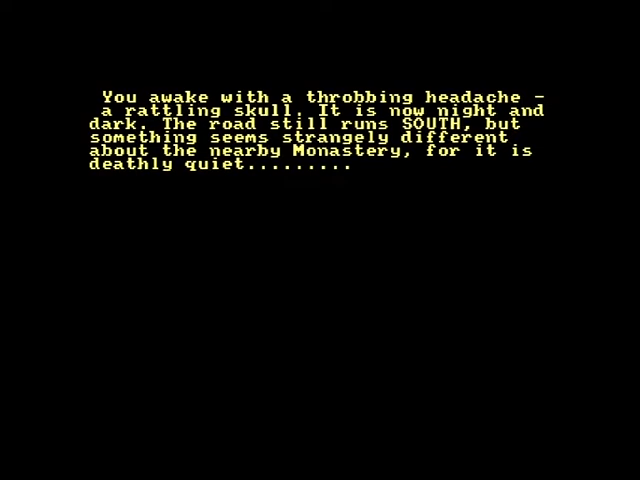 You awake with a throbbing headache -
a rattling skull. It is now night and
dark. The road still runs SOUTH, but
something seems strangely different
about the nearby Monastery, for it is
deathly quiet.........